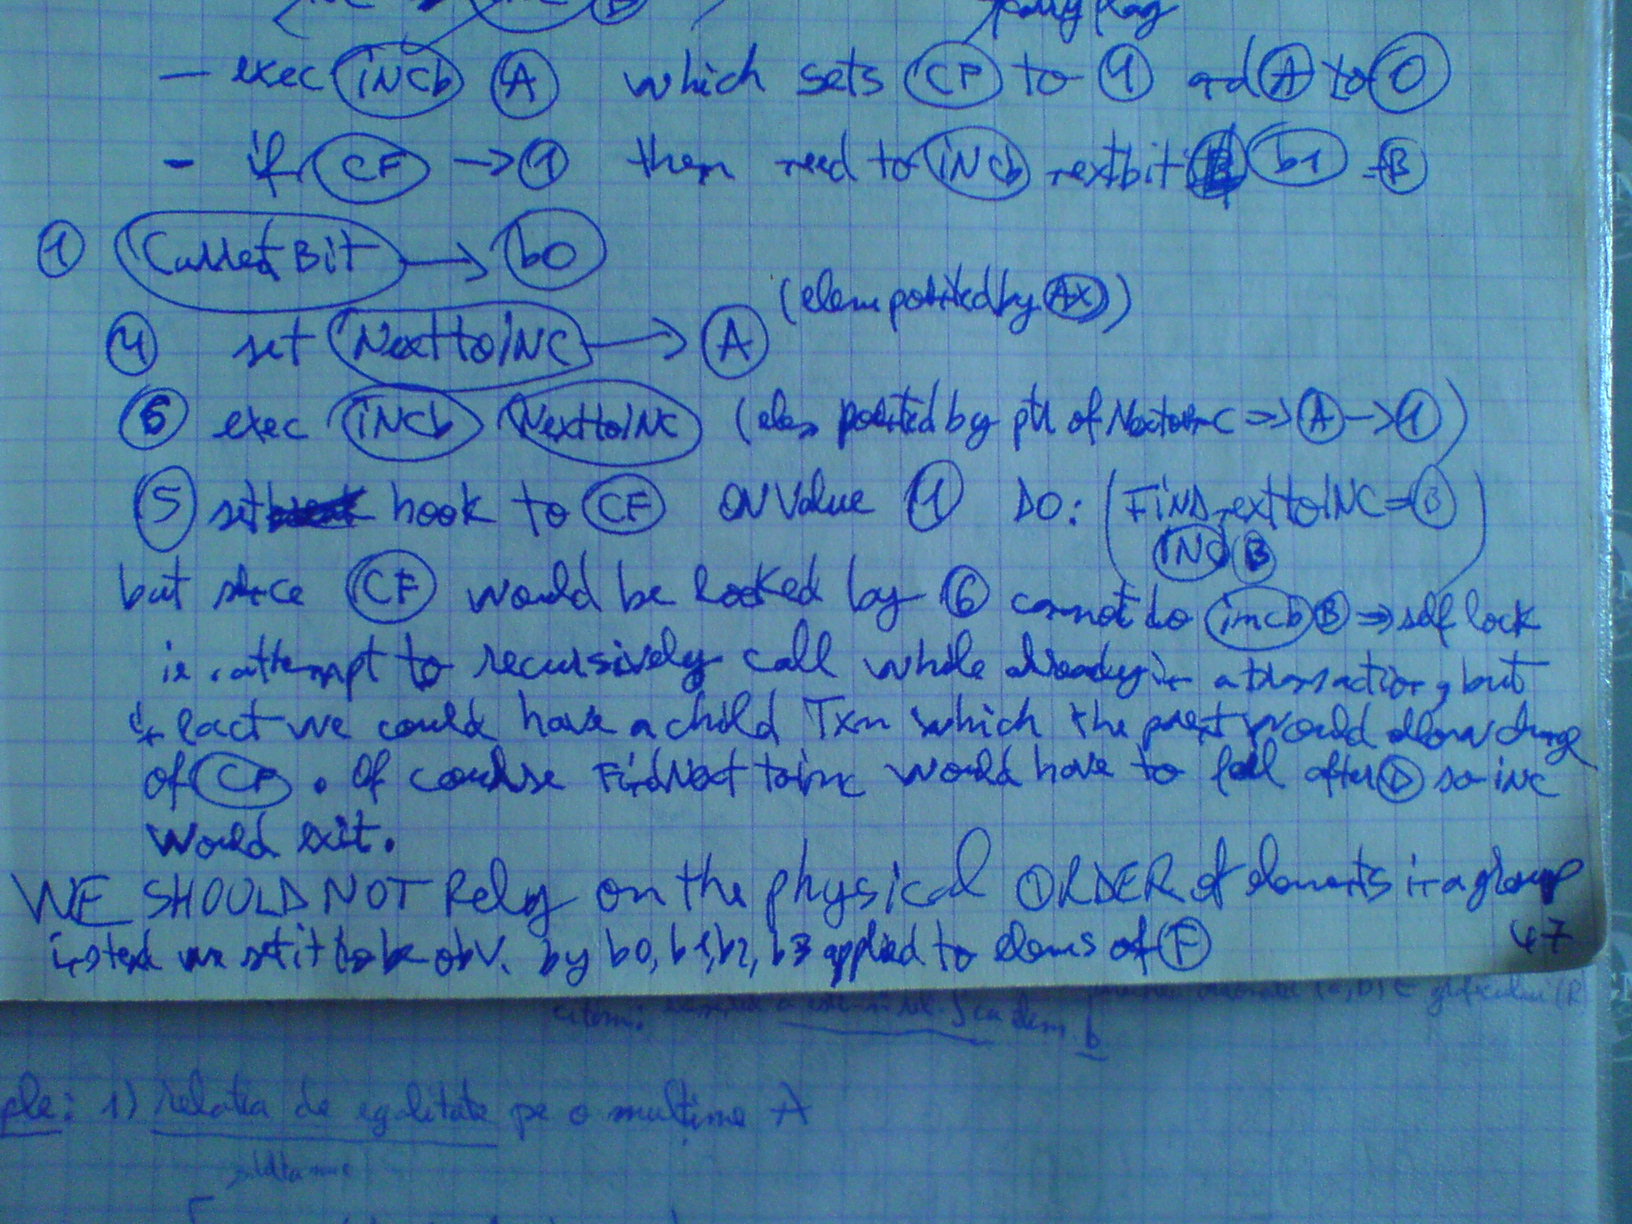 carry flag
— exec INCb A which sets CF to 1 and A to 0
- if CF → 1 then need to INCb nextbit b1 = B
1 CurrentBit → b0
(elem pointed by AX)
4 set NexttoINC → A
6 exec INCb NexttoINC (elem pointed by ptr of NexttoINC => A → 1)
5 set hook to CF ON Value 1 DO: (FIND nexttoINC = B
INC B)
but since CF would be locked by 6 cannot do incb B => self lock
ie. attempt to recursively call while already in a transaction, but
in fact we could have a child Txn which the parent would allow change
of CF. Of course FindNexttoinc would have to fail after D so INC
would exit.
WE SHOULD NOT Rely on the physical ORDER of elements in a group
instead we set it to be obv. by b0, b1, b2, b3 applied to elems of F
47
ple: 1) relatia de egalitate pe o multime A